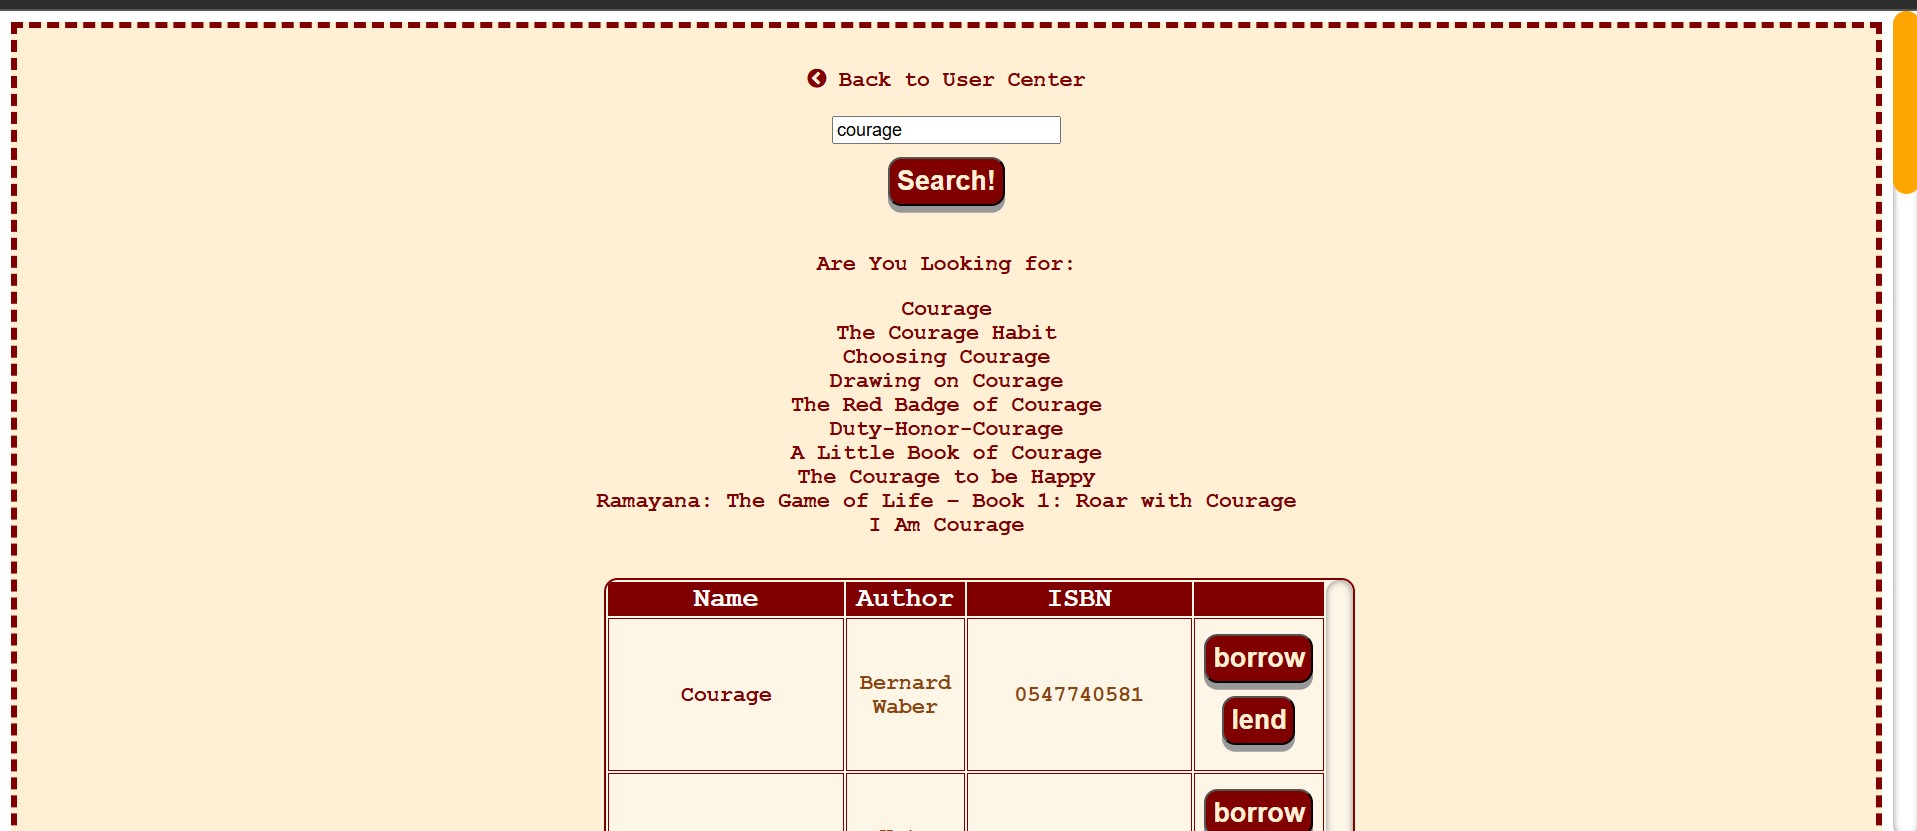 Back to User Center
courage
Search!
Are You Looking for:
Courage
The Courage Habit
Choosing Courage
Drawing on Courage
The Red Badge of Courage
Duty-Honor-Courage
A Little Book of Courage
The Courage to be Happy
Ramayana: The Game of Life – Book 1: Roar with Courage
I Am Courage
Name Author ISBN
Courage
Bernard
Waber
0547740581
borrow
lend
borrow